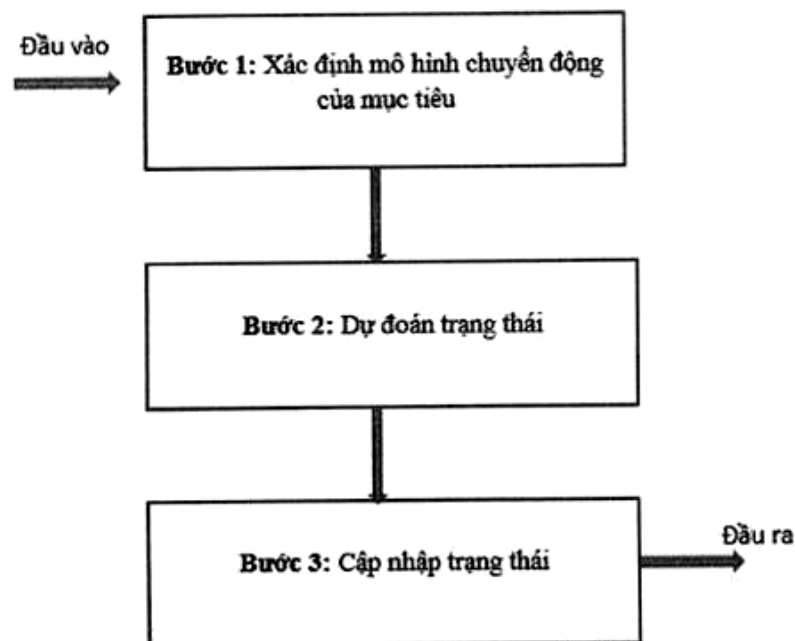 Đầu vào
Bước 1: Xác định mô hình chuyển động
của mục tiêu
Bước 2: Dự đoán trạng thái
Bước 3: Cập nhập trạng thái
Đầu ra